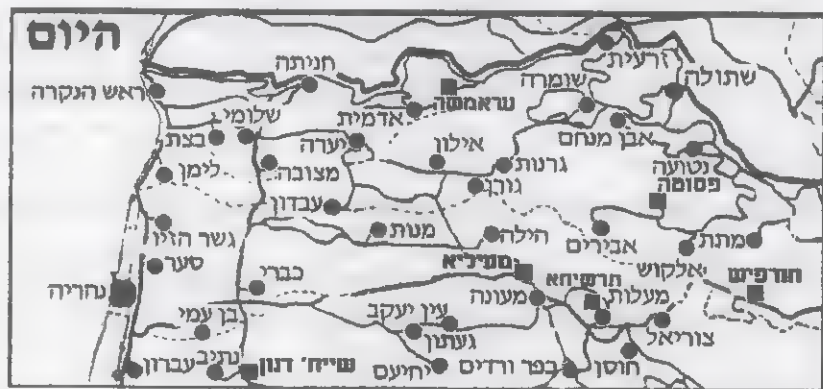 היום
זרעית
חניתה
שומרה
שתולה
ראש הנקרה
עראמשה
אדמית
שלומי
בצת
יערה
אילון
אבן מנחם
גרנות
נטועה
לימן
מצובה
גורן
פסוטה
עבדון
גשר הזיו
מנות
הילה
אבירים
מתת
אלקוש
סער
מעיליא
כברי
תרשיחא
חורפיש
נהריה
מעונה
מעלות
בן עמי
עין יעקב
געתון
צוריאל
עברון
נתיב
שייח' דנון
יחיעם
כפר ורדים
חוסן